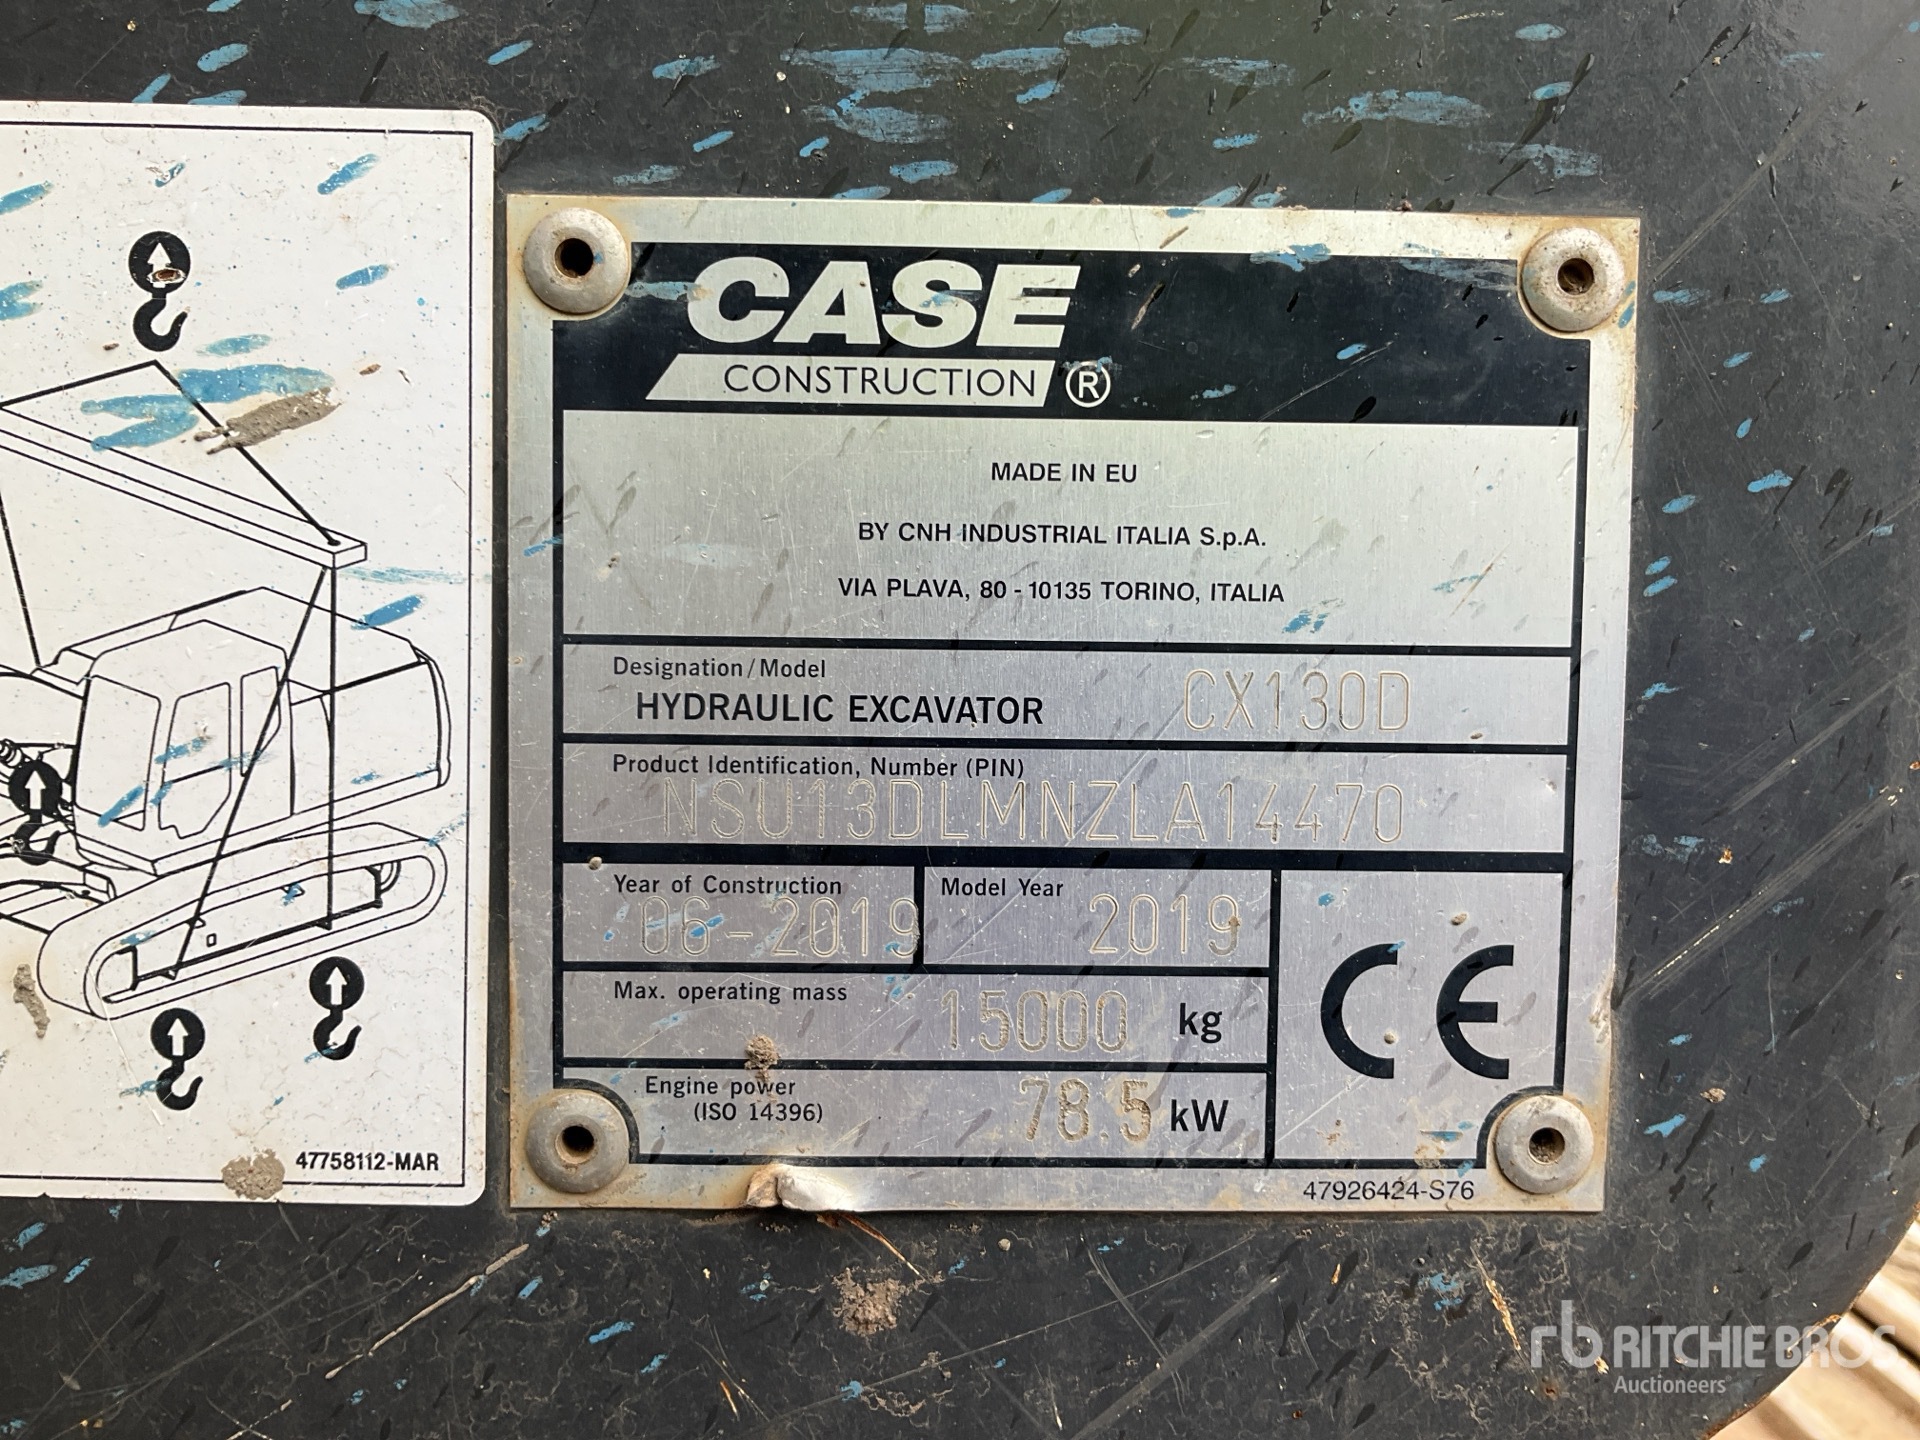 CASE
CONSTRUCTION ®
MADE IN EU
BY CNH INDUSTRIAL ITALIA S.p.A.
VIA PLAVA, 80 - 10135 TORINO, ITALIA
Designation/Model
HYDRAULIC EXCAVATOR CX130D
Product Identification, Number (PIN)
NSU13DLMNZLA14470
Year of Construction Model Year
06-2019 2019
Max. operating mass 15000 kg
Engine power
(ISO 14396) 78.5 kW
CE
47926424-S76
47758112-MAR
rb RITCHIE BROS
Auctioneers